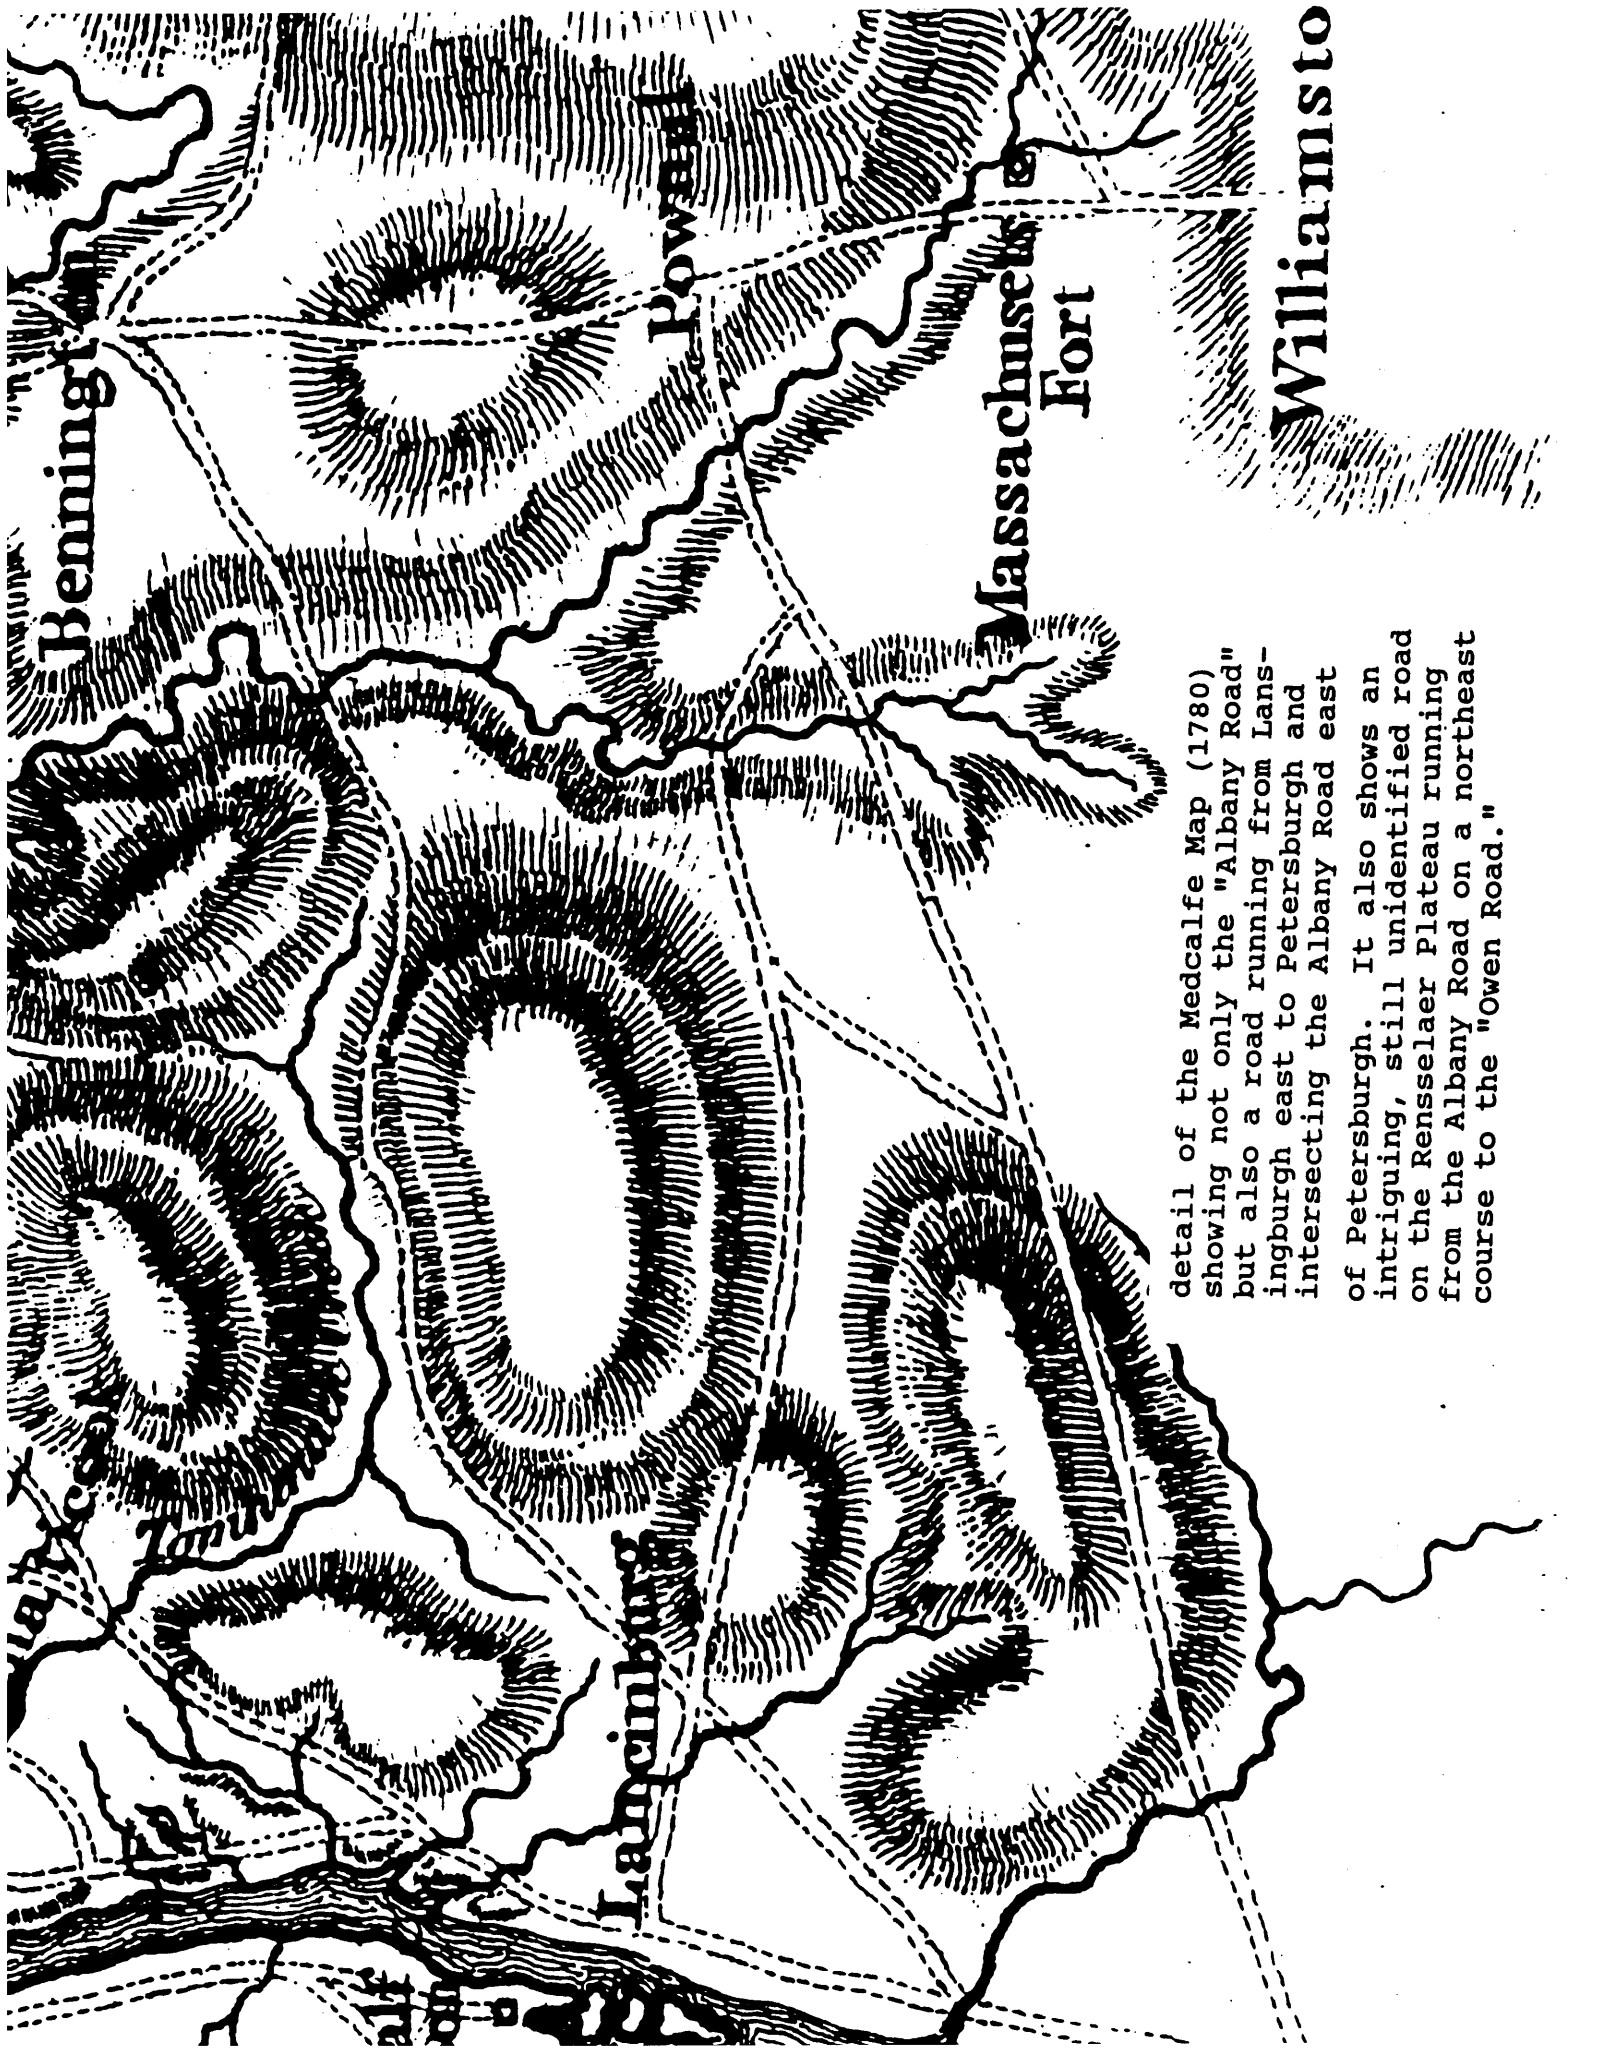 Bennington
Pownal
Massachusets
Fort
Williamsto
Lansinburg
detail of the Medcalfe Map (1780)
showing not only the "Albany Road"
but also a road running from Lans-
ingburgh east to Petersburgh and
intersecting the Albany Road east
of Petersburgh. It also shows an
intriguing, still unidentified road
on the Rensselaer Plateau running
from the Albany Road on a northeast
course to the "Owen Road."